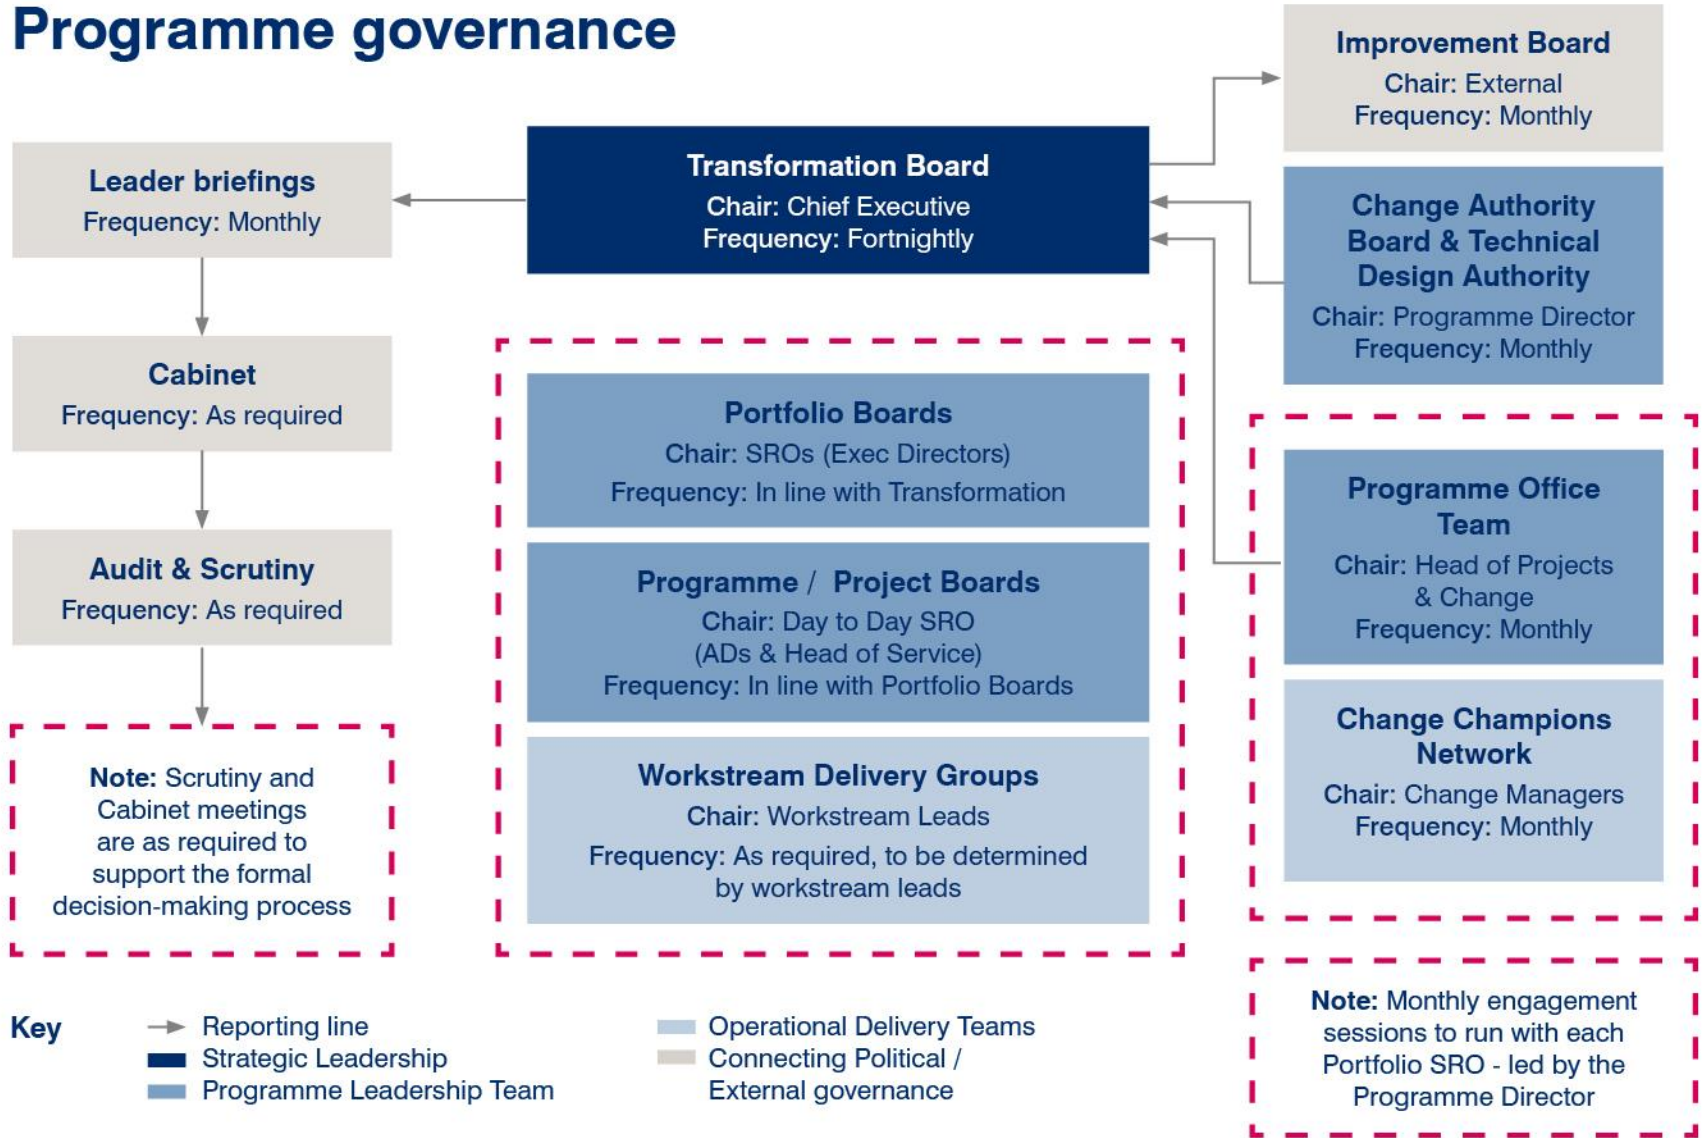 Programme governance
Leader briefings
Frequency: Monthly
Cabinet
Frequency: As required
Audit & Scrutiny
Frequency: As required
Note: Scrutiny and
Cabinet meetings
are as required to
support the formal
decision-making process
Transformation Board
Chair: Chief Executive
Frequency: Fortnightly
Portfolio Boards
Chair: SROs (Exec Directors)
Frequency: In line with Transformation
Programme / Project Boards
Chair: Day to Day SRO
(ADs & Head of Service)
Frequency: In line with Portfolio Boards
Workstream Delivery Groups
Chair: Workstream Leads
Frequency: As required, to be determined
by workstream leads
Improvement Board
Chair: External
Frequency: Monthly
Change Authority
Board & Technical
Design Authority
Chair: Programme Director
Frequency: Monthly
Programme Office
Team
Chair: Head of Projects
& Change
Frequency: Monthly
Change Champions
Network
Chair: Change Managers
Frequency: Monthly
Note: Monthly engagement
sessions to run with each
Portfolio SRO - led by the
Programme Director
Key
Reporting line
Strategic Leadership
Programme Leadership Team
Operational Delivery Teams
Connecting Political /
External governance